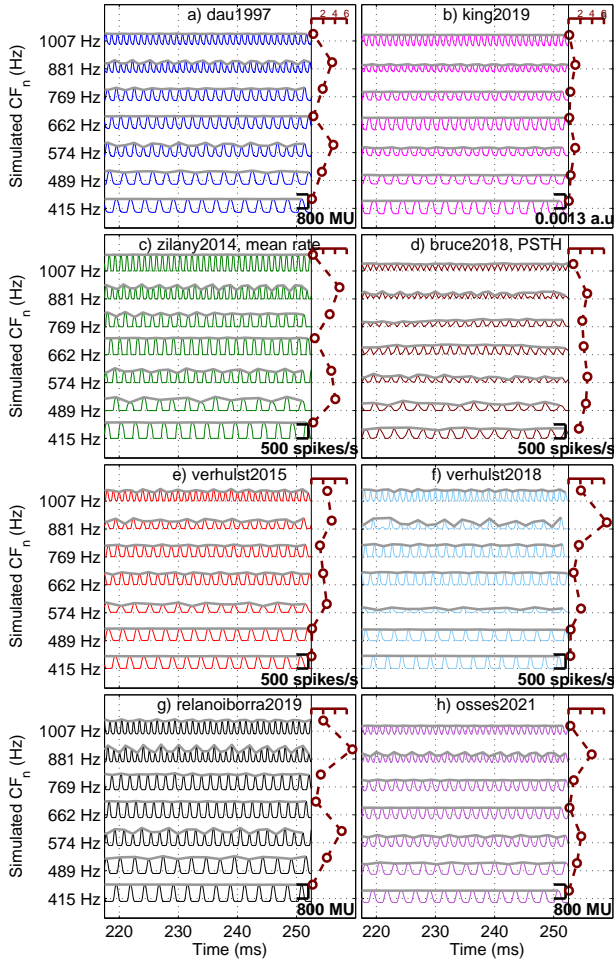 a) dau1997
2 4 6
b) king2019
2 4 6 8
Simulated CFn (Hz)
1007 Hz
881 Hz
769 Hz
662 Hz
574 Hz
489 Hz
415 Hz
800 MU
0.0013 a.u
c) zilany2014, mean rate
d) bruce2018, PSTH
Simulated CFn (Hz)
1007 Hz
881 Hz
769 Hz
662 Hz
574 Hz
489 Hz
415 Hz
500 spikes/s
500 spikes/s
e) verhulst2015
f) verhulst2018
Simulated CFn (Hz)
1007 Hz
881 Hz
769 Hz
662 Hz
574 Hz
489 Hz
415 Hz
500 spikes/s
500 spikes/s
g) relanoiborra2019
h) osses2021
Simulated CFn (Hz)
1007 Hz
881 Hz
769 Hz
662 Hz
574 Hz
489 Hz
415 Hz
800 MU
800 MU
220 230 240 250
220 230 240 250
Time (ms)
Time (ms)